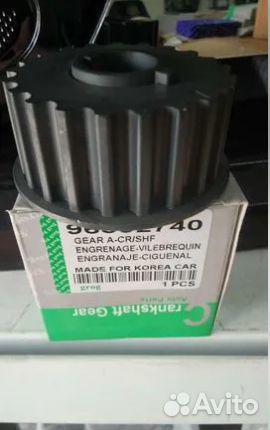 GEAR A-CR/SHF
ENGRENAGE-VILEBREQUIN
ENGRANAJE-CIGUENAL
MADE FOR KOREA CAR
1 PCS
Crankshaft Gear
Auto Parts
Avito